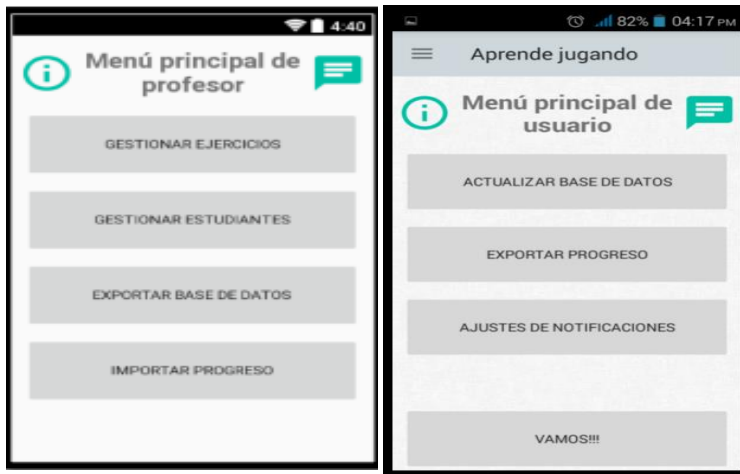 4:40
Menú principal de
profesor
GESTIONAR EJERCICIOS
GESTIONAR ESTUDIANTES
EXPORTAR BASE DE DATOS
IMPORTAR PROGRESO
82% 04:17 PM
Aprende jugando
Menú principal de
usuario
ACTUALIZAR BASE DE DATOS
EXPORTAR PROGRESO
AJUSTES DE NOTIFICACIONES
VAMOS!!!